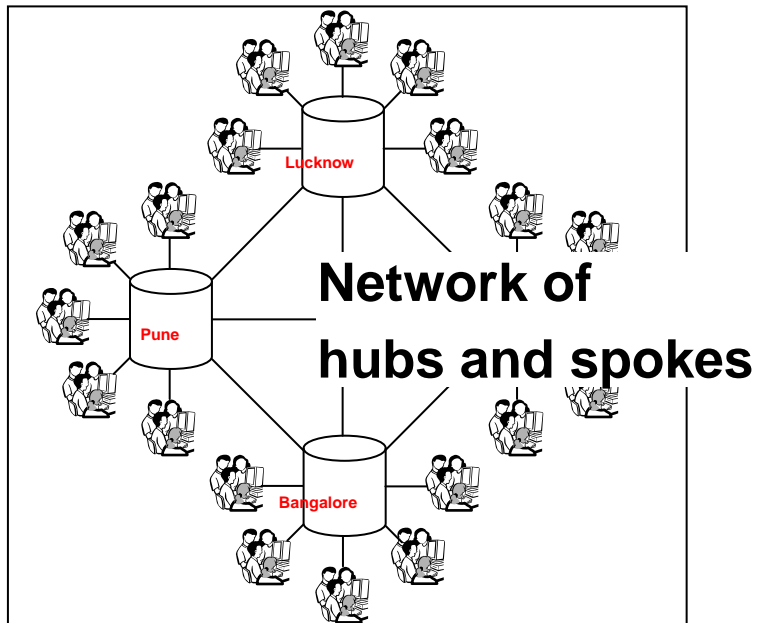 Lucknow
Network of
hubs and spokes
Pune
Bangalore